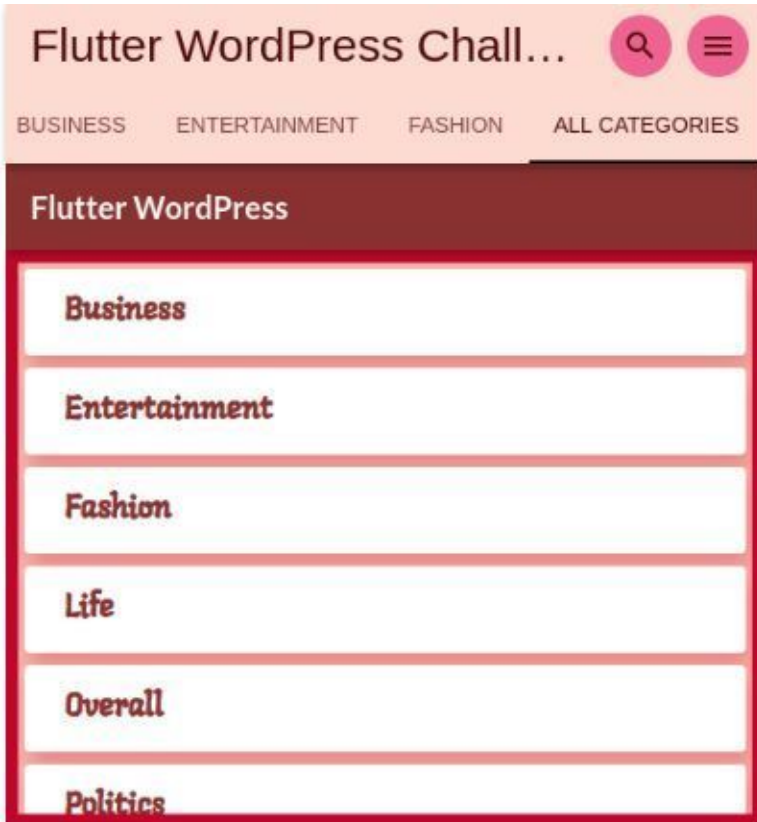 Flutter WordPress Chall...
BUSINESS ENTERTAINMENT FASHION ALL CATEGORIES
Flutter WordPress
Business
Entertainment
Fashion
Life
Overall
Politics